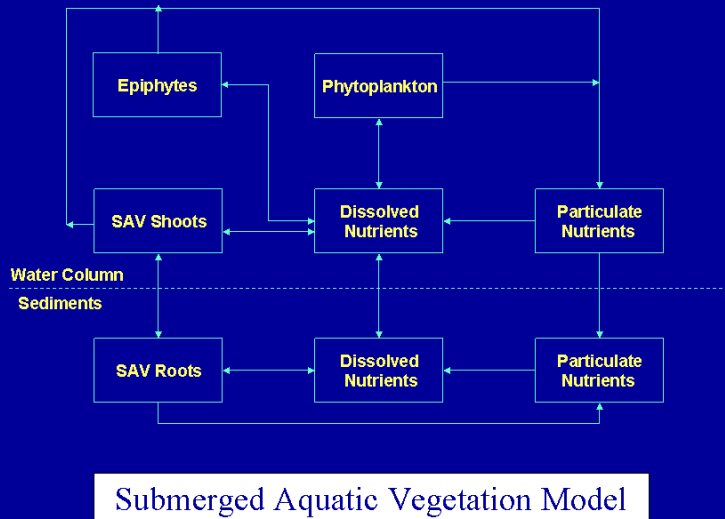 Epiphytes
Phytoplankton
SAV Shoots
Dissolved
Nutrients
Particulate
Nutrients
Water Column
Sediments
SAV Roots
Dissolved
Nutrients
Particulate
Nutrients
Submerged Aquatic Vegetation Model